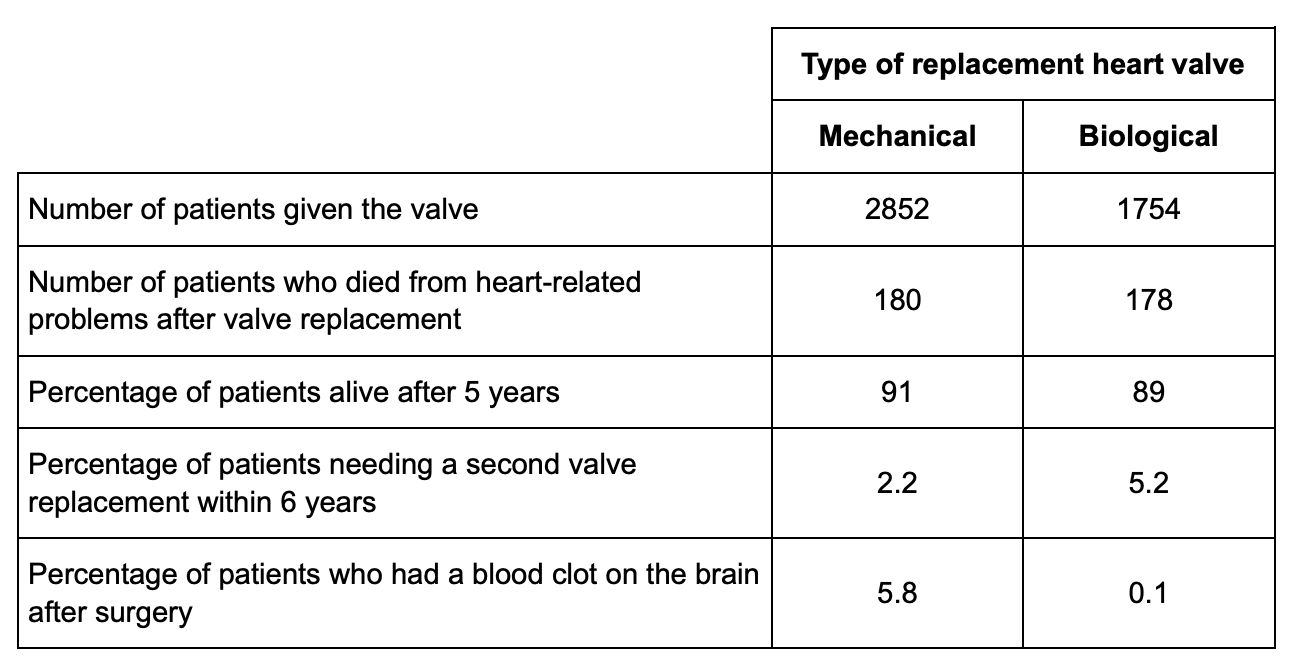 Type of replacement heart valve
Mechanical
Biological
Number of patients given the valve
2852
1754
Number of patients who died from heart-related
problems after valve replacement
180
178
Percentage of patients alive after 5 years
91
89
Percentage of patients needing a second valve
replacement within 6 years
2.2
5.2
Percentage of patients who had a blood clot on the brain
after surgery
5.8
0.1